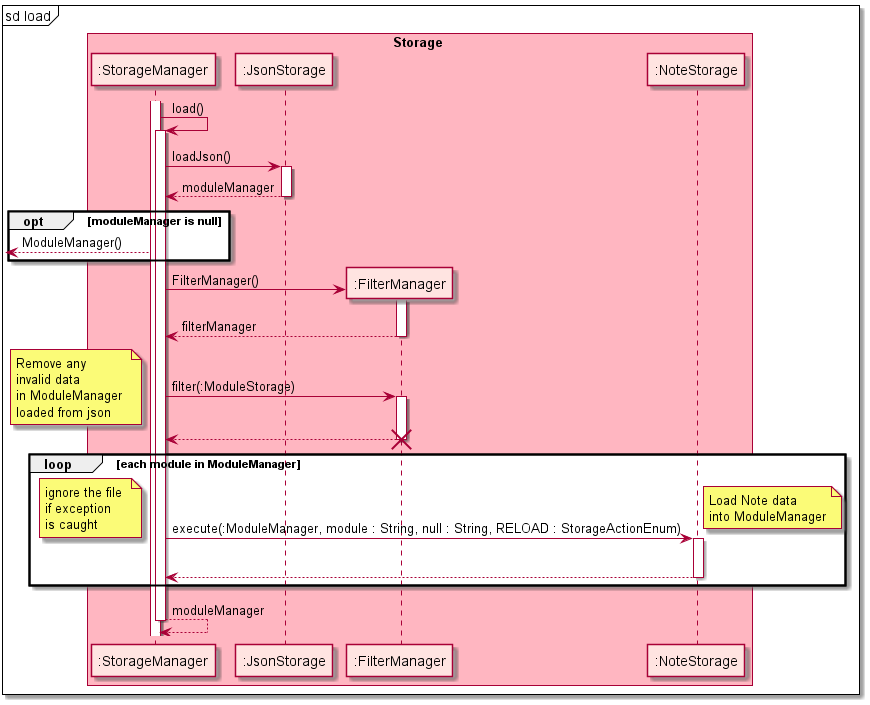 sd load
Storage
:StorageManager
:JsonStorage
:NoteStorage
load()
loadJson()
moduleManager
opt
[moduleManager is null]
ModuleManager()
FilterManager()
:FilterManager
filterManager
Remove any
invalid data
in ModuleManager
loaded from json
filter(:ModuleStorage)
loop
[each module in ModuleManager]
ignore the file
if exception
is caught
Load Note data
into ModuleManager
execute(:ModuleManager, module : String, null : String, RELOAD : StorageActionEnum)
moduleManager
:StorageManager
:JsonStorage
:FilterManager
:NoteStorage